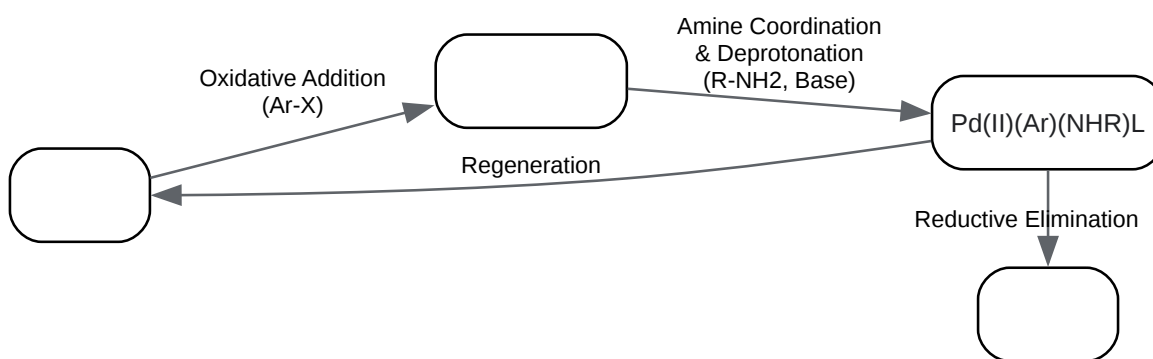 Oxidative Addition
(Ar-X)
Amine Coordination
& Deprotonation
(R-NH2, Base)
Pd(II)(Ar)(NHR)L
Regeneration
Reductive Elimination